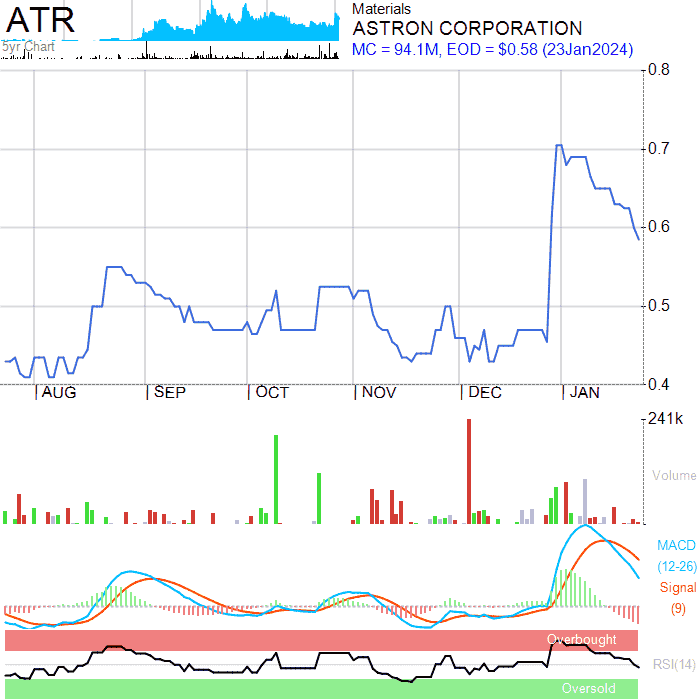 ATR
5yr Chart
Materials
ASTRON CORPORATION
MC = 94.1M, EOD = $0.58 (23Jan2024)
0.8
0.7
0.6
0.5
0.4
AUG SEP OCT NOV DEC JAN
241k
Volume
MACD
(12-26)
Signal
(9)
Overbought
RSI(14)
Oversold